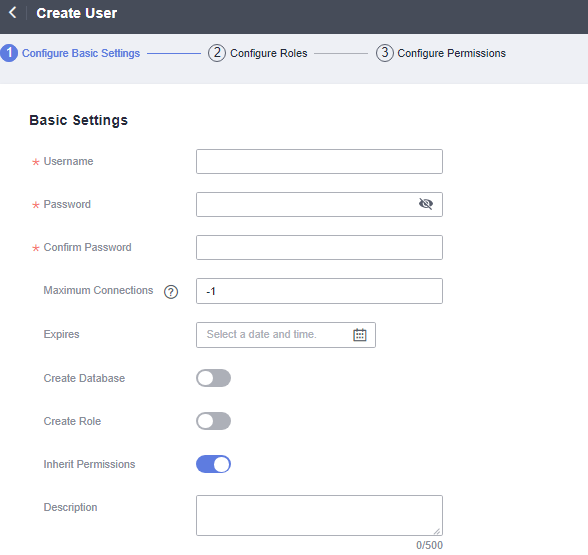 Create User
1 Configure Basic Settings 2 Configure Roles 3 Configure Permissions
Basic Settings
* Username
* Password
* Confirm Password
Maximum Connections ? -1
Expires Select a date and time.
Create Database
Create Role
Inherit Permissions
Description
0/500